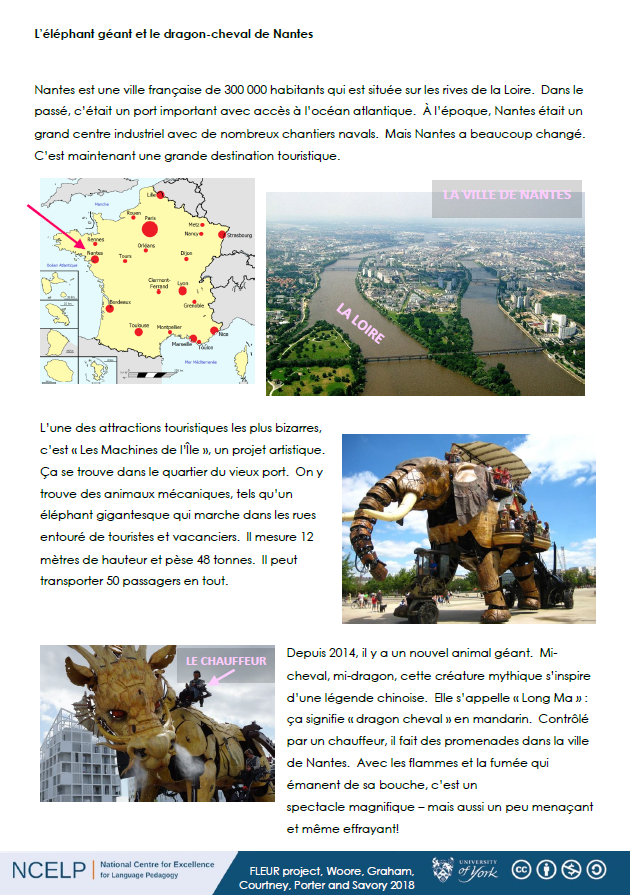 L'éléphant géant et le dragon-cheval de Nantes
Nantes est une ville française de 300 000 habitants qui est située sur les rives de la Loire. Dans le
passé, c'était un port important avec accès à l'océan atlantique. À l'époque, Nantes était un
grand centre industriel avec de nombreux chantiers navals. Mais Nantes a beaucoup changé.
C'est maintenant une grande destination touristique.
Manche
Lille
Rouen
Paris
Metz
Nancy
Strasbourg
Rennes
Orléans
Nantes
Tours
Dijon
Océan Atlantique
Clermont-
Ferrand
Lyon
Grenoble
Bordeaux
Toulouse
Montpellier
Nice
Marseille
Toulon
Mer Méditerranée
LA VILLE DE NANTES
LA LOIRE
L'une des attractions touristiques les plus bizarres,
c'est « Les Machines de l'Île », un projet artistique.
Ça se trouve dans le quartier du vieux port. On y
trouve des animaux mécaniques, tels qu'un
éléphant gigantesque qui marche dans les rues
entouré de touristes et vacanciers. Il mesure 12
mètres de hauteur et pèse 48 tonnes. Il peut
transporter 50 passagers en tout.
LE CHAUFFEUR
Depuis 2014, il y a un nouvel animal géant. Mi-
cheval, mi-dragon, cette créature mythique s'inspire
d'une légende chinoise. Elle s'appelle « Long Ma » :
ça signifie « dragon cheval » en mandarin. Contrôlé
par un chauffeur, il fait des promenades dans la ville
de Nantes. Avec les flammes et la fumée qui
émanent de sa bouche, c'est un
spectacle magnifique – mais aussi un peu menaçant
et même effrayant!
NCELP
National Centre for Excellence
for Language Pedagogy
FLEUR project, Woore, Graham,
Courtney, Porter and Savory 2018
UNIVERSITY
of York
cc